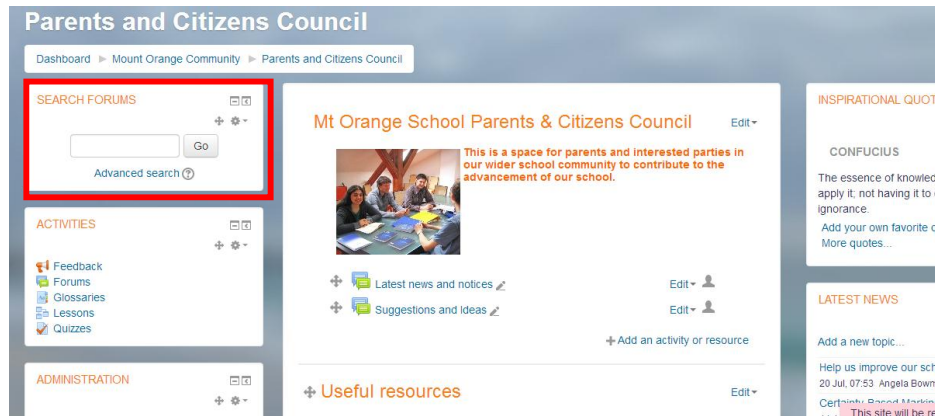 Parents and Citizens Council
Dashboard ▶ Mount Orange Community ▶ Parents and Citizens Council
SEARCH FORUMS
Go
Advanced search ?
ACTIVITIES
Feedback
Forums
Glossaries
Lessons
Quizzes
ADMINISTRATION
Mt Orange School Parents & Citizens Council Edit
This is a space for parents and interested parties in
our wider school community to contribute to the
advancement of our school.
Latest news and notices Edit
Suggestions and Ideas Edit
Add an activity or resource
Useful resources Edit
INSPIRATIONAL
CONFUCIUS
The essence of
apply it; not having it to
ignorance.
Add your own favorite
More quotes...
LATEST NEWS
Add a new topic...
Help us improve our
20 Jul, 07:53 Angela
This site will be